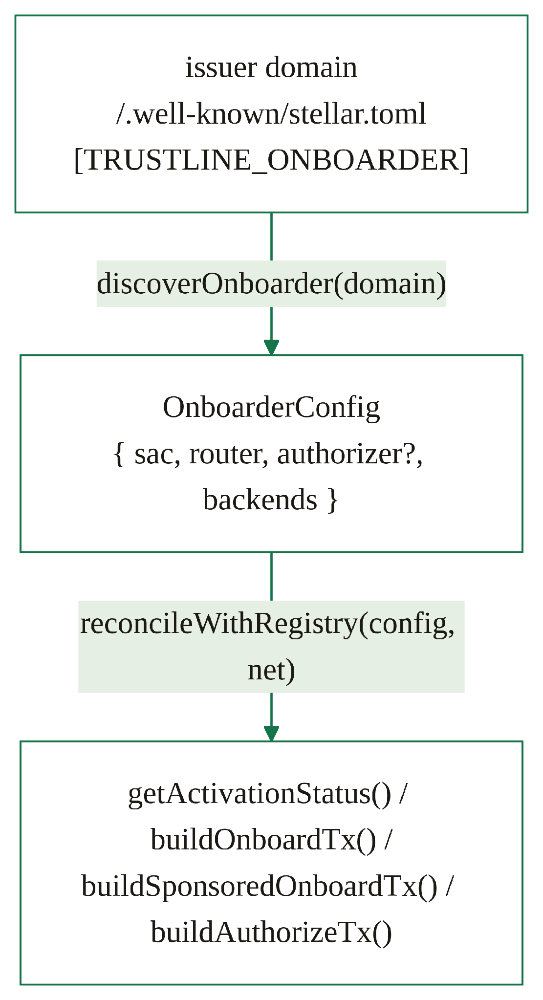 issuer domain
/.well-known/stellar.toml
[TRUSTLINE_ONBOARDER]
discoverOnboarder(domain)
OnboarderConfig
{ sac, router, authorizer?,
backends }
reconcileWithRegistry(config,
net)
getActivationStatus() /
buildOnboardTx() /
buildSponsoredOnboardTx() /
buildAuthorizeTx()